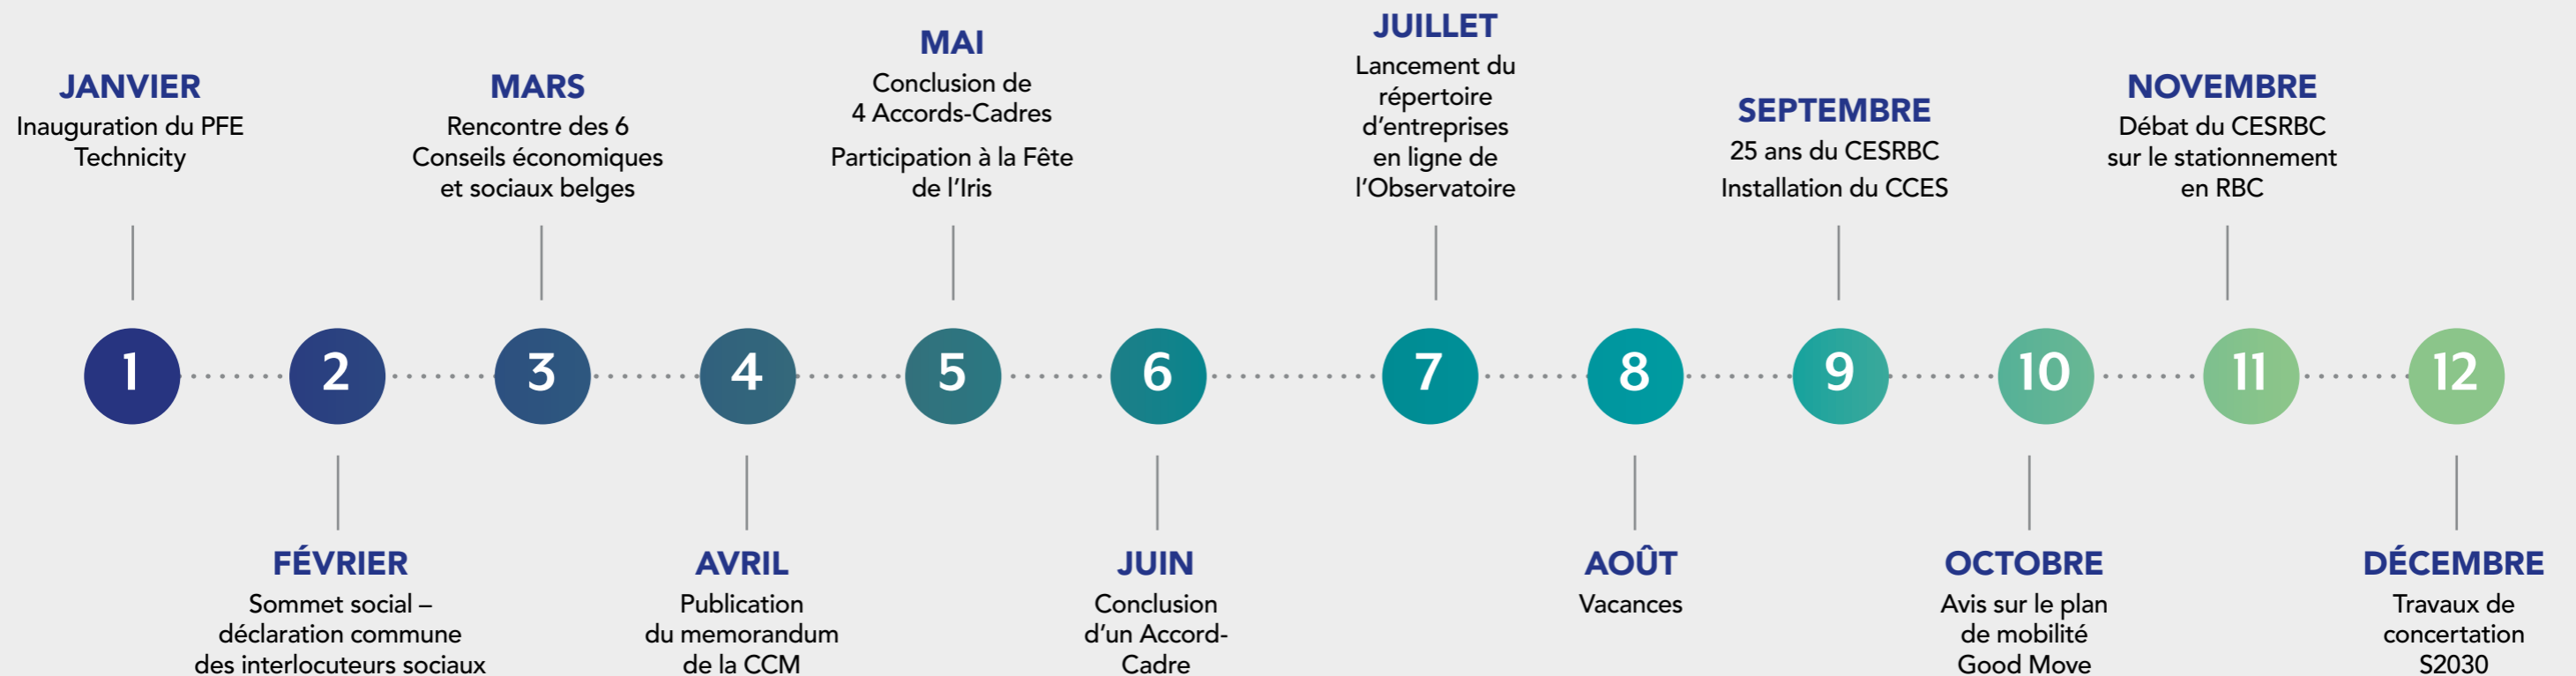 JANVIER
Inauguration du PFE
Technicity
MARS
Rencontre des 6
Conseils économiques
et sociaux belges
MAI
Conclusion de
4 Accords-Cadres
Participation à la Fête
de l'Iris
JUILLET
Lancement du
répertoire
d'entreprises
en ligne de
l'Observatoire
SEPTEMBRE
25 ans du CESRBC
Installation du CCES
NOVEMBRE
Débat du CESRBC
sur le stationnement
en RBC
1
2
3
4
5
6
7
8
9
10
11
12
FÉVRIER
Sommet social –
déclaration commune
des interlocuteurs sociaux
AVRIL
Publication
du memorandum
de la CCM
JUIN
Conclusion
d'un Accord-
Cadre
AOÛT
Vacances
OCTOBRE
Avis sur le plan
de mobilité
Good Move
DÉCEMBRE
Travaux de
concertation
S2030